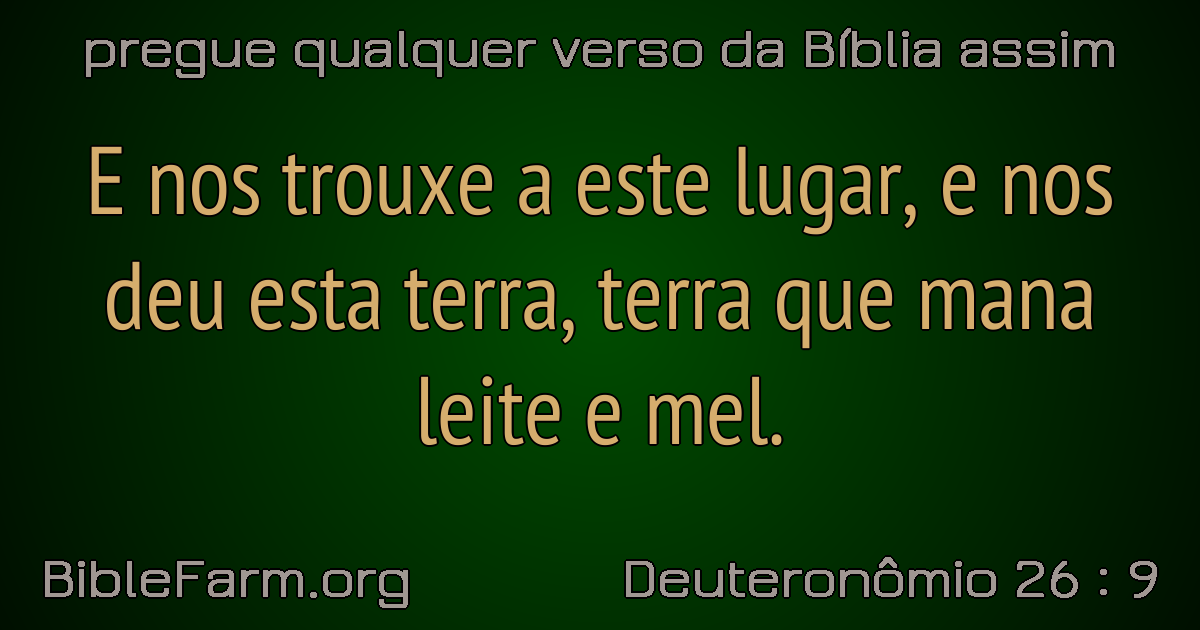 pregue qualquer verso da Bíblia assim
E nos trouxe a este lugar, e nos
deu esta terra, terra que mana
leite e mel.
BibleFarm.org
Deuteronômio 26 : 9